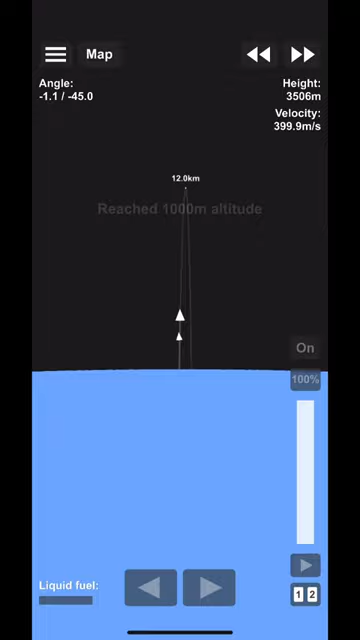 Map
Angle:
-1.1 / -45.0
Height:
3506m
Velocity:
399.9m/s
12.0km
Reached 1000m altitude
On
100%
Liquid fuel:
1 2